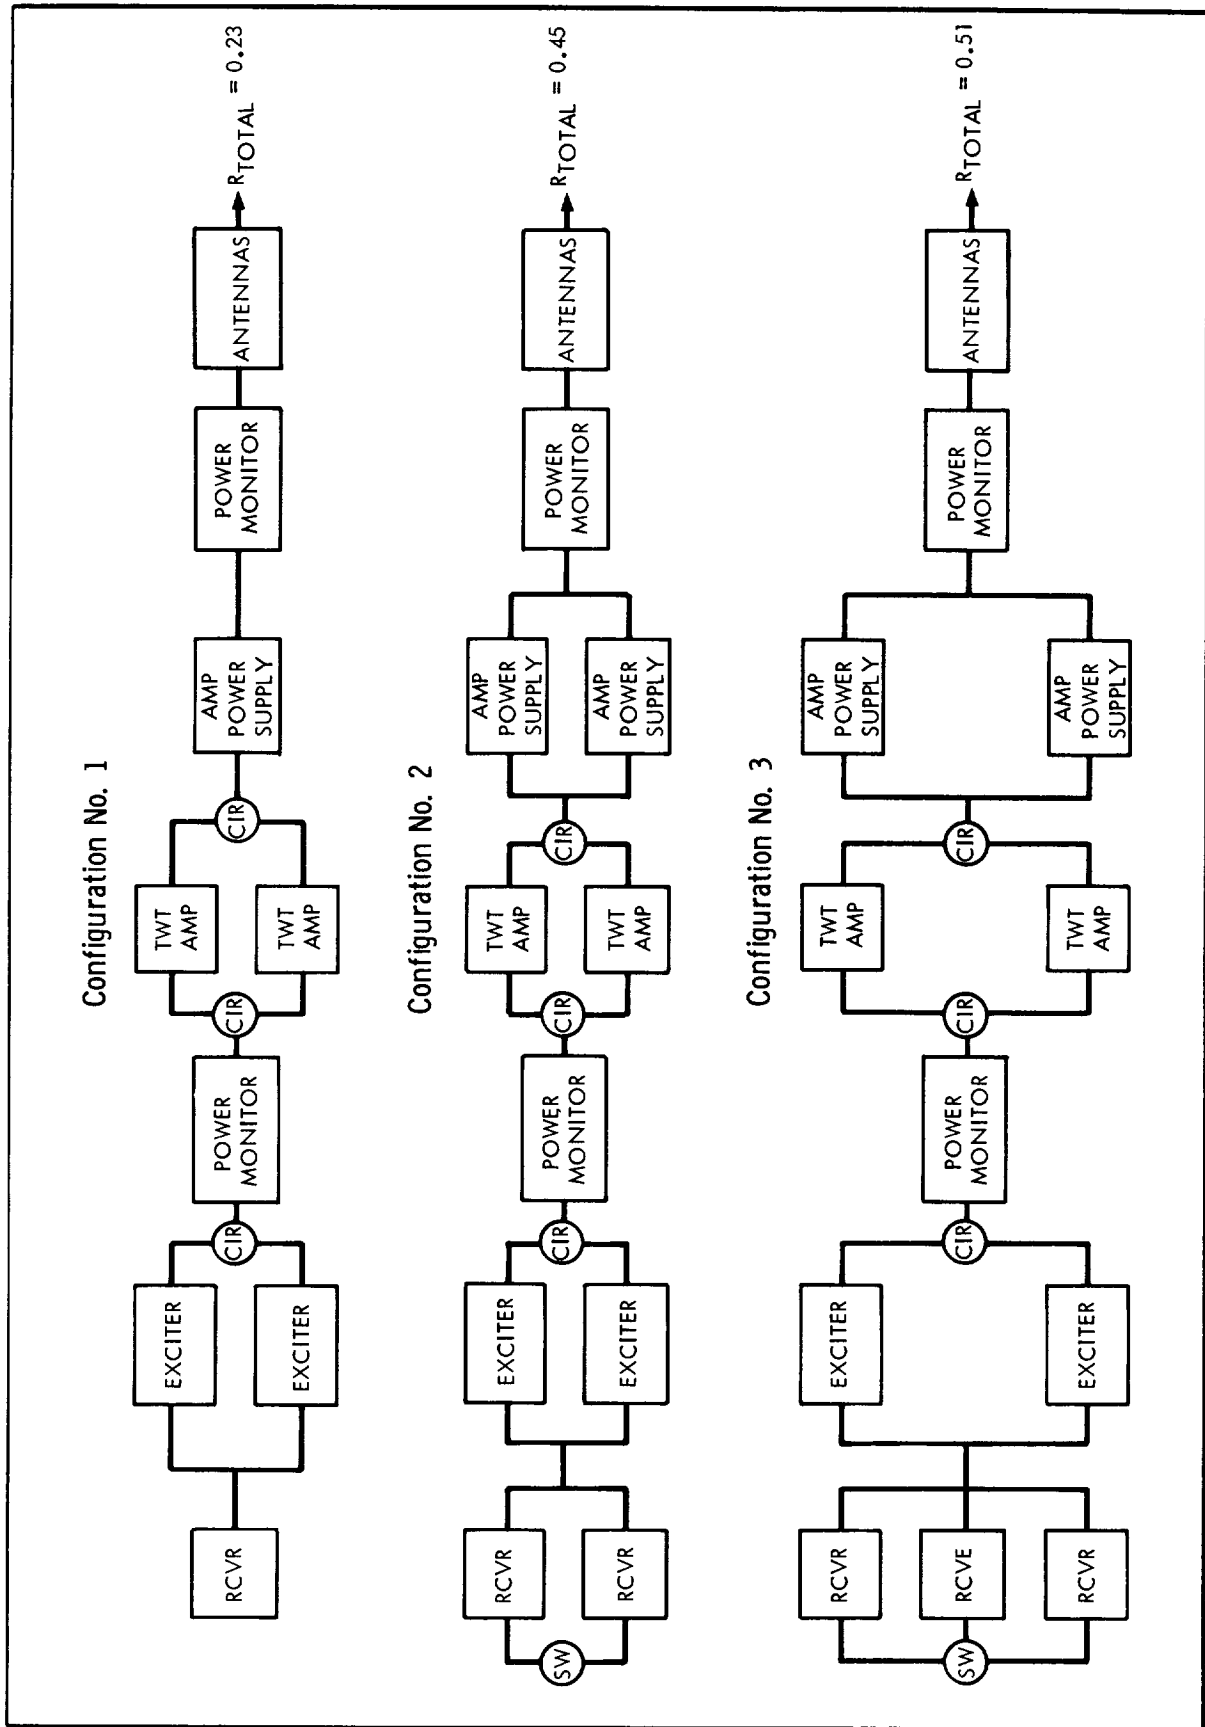 Configuration No. 1
RCVR
EXCITER
EXCITER
CIR
POWER
MONITOR
CIR
TWT
AMP
TWT
AMP
CIR
AMP
POWER
SUPPLY
POWER
MONITOR
ANTENNAS
RTOTAL = 0.23
Configuration No. 2
SW
RCVR
RCVR
EXCITER
EXCITER
CIR
POWER
MONITOR
CIR
TWT
AMP
TWT
AMP
CIR
AMP
POWER
SUPPLY
AMP
POWER
SUPPLY
POWER
MONITOR
ANTENNAS
RTOTAL = 0.45
Configuration No. 3
SW
RCVR
RCVE
RCVR
EXCITER
EXCITER
CIR
POWER
MONITOR
CIR
TWT
AMP
TWT
AMP
CIR
AMP
POWER
SUPPLY
AMP
POWER
SUPPLY
POWER
MONITOR
ANTENNAS
RTOTAL = 0.51